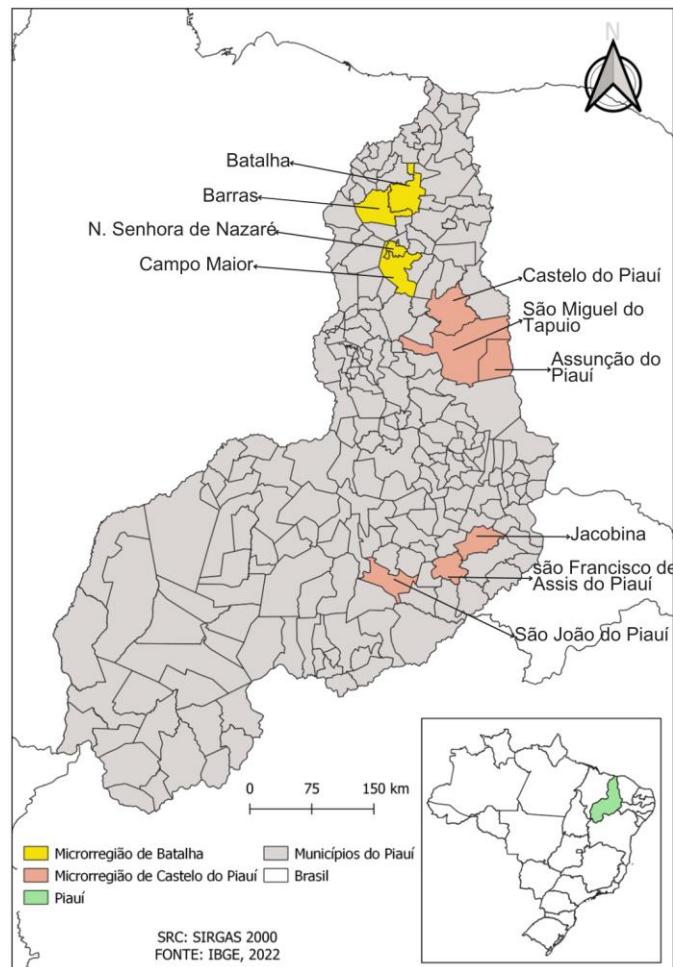 N
Batalha
Barras
N. Senhora de Nazaré
Campo Maior
Castelo do Piauí
São Miguel do
Tapuio
Assunção do
Piauí
Jacobina
são Francisco de
Assis do Piauí
São João do Piauí
0 75 150 km
Microrregião de Batalha
Microrregião de Castelo do Piauí
Piauí
Municípios do Piauí
Brasil
SRC: SIRGAS 2000
FONTE: IBGE, 2022